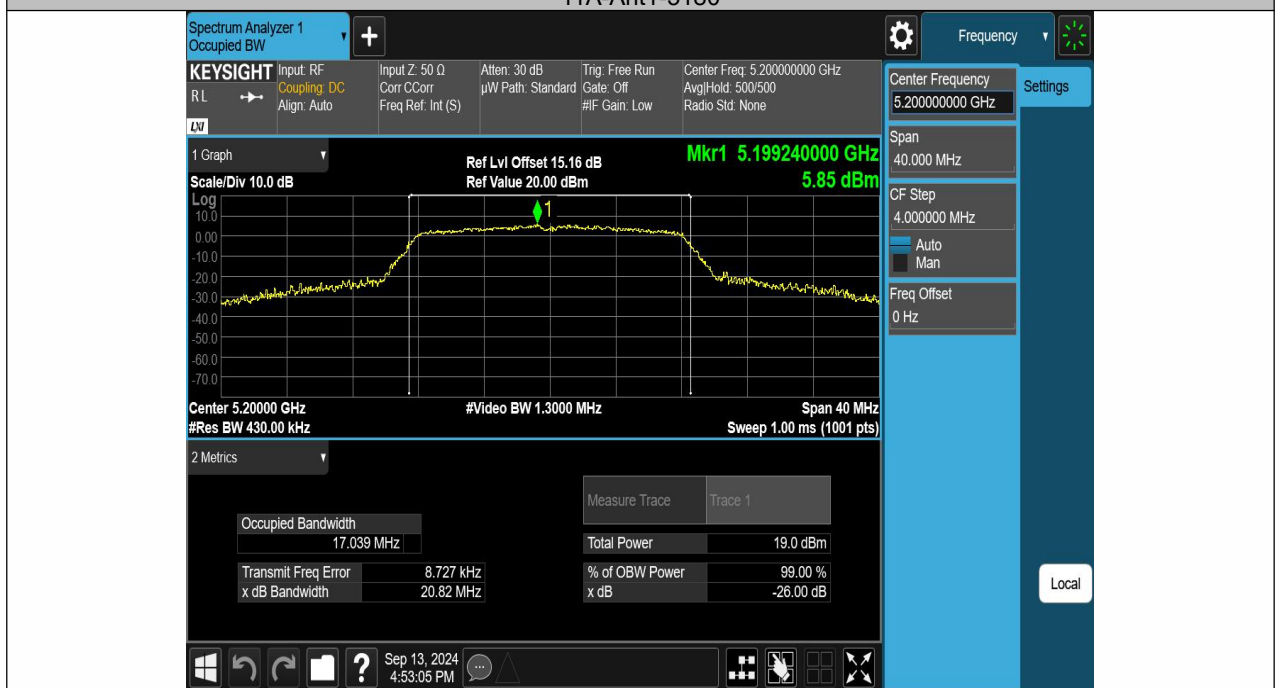 11A-Ant1-5180
Spectrum Analyzer 1
Occupied BW
+
Frequency
KEYSIGHT
RL
LXI
Input: RF
Coupling: DC
Align: Auto
Input Z: 50 Ω
Corr CCorr
Freq Ref: Int (S)
Atten: 30 dB
µW Path: Standard
Trig: Free Run
Gate: Off
#IF Gain: Low
Center Freq: 5.200000000 GHz
Avg|Hold: 500/500
Radio Std: None
Center Frequency
5.200000000 GHz
Settings
Span
40.000 MHz
CF Step
4.000000 MHz
Auto
Man
Freq Offset
0 Hz
Local
1 Graph
Scale/Div 10.0 dB
Ref Lvl Offset 15.16 dB
Ref Value 20.00 dBm
Mkr1 5.199240000 GHz
5.85 dBm
Log
10.0
0.00
-10.0
-20.0
-30.0
-40.0
-50.0
-60.0
-70.0
1
Center 5.20000 GHz
#Res BW 430.00 kHz
#Video BW 1.3000 MHz
Span 40 MHz
Sweep 1.00 ms (1001 pts)
2 Metrics
Measure Trace Trace 1
Occupied Bandwidth
17.039 MHz
Total Power 19.0 dBm
Transmit Freq Error 8.727 kHz
% of OBW Power 99.00 %
x dB Bandwidth 20.82 MHz
x dB -26.00 dB
?
Sep 13, 2024
4:53:05 PM